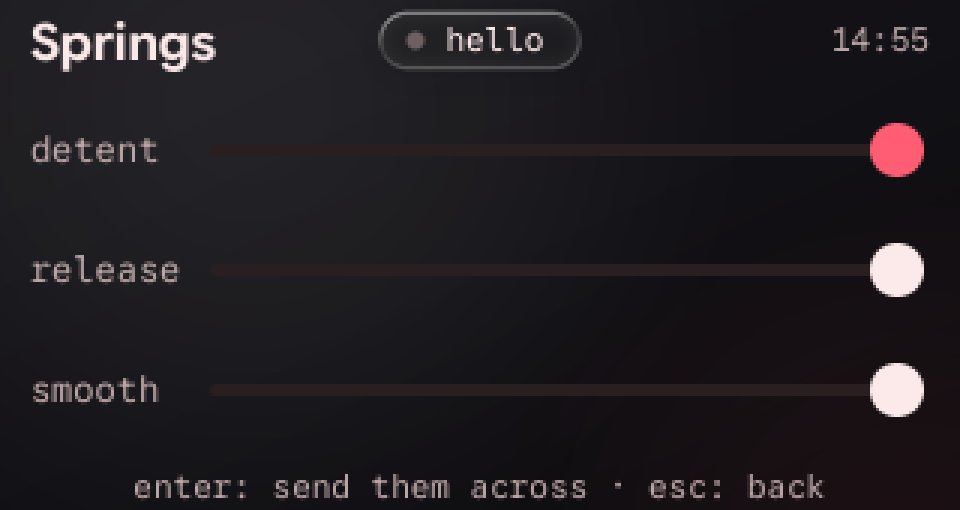 Springs
hello
14:55
detent
release
smooth
enter: send them across · esc: back